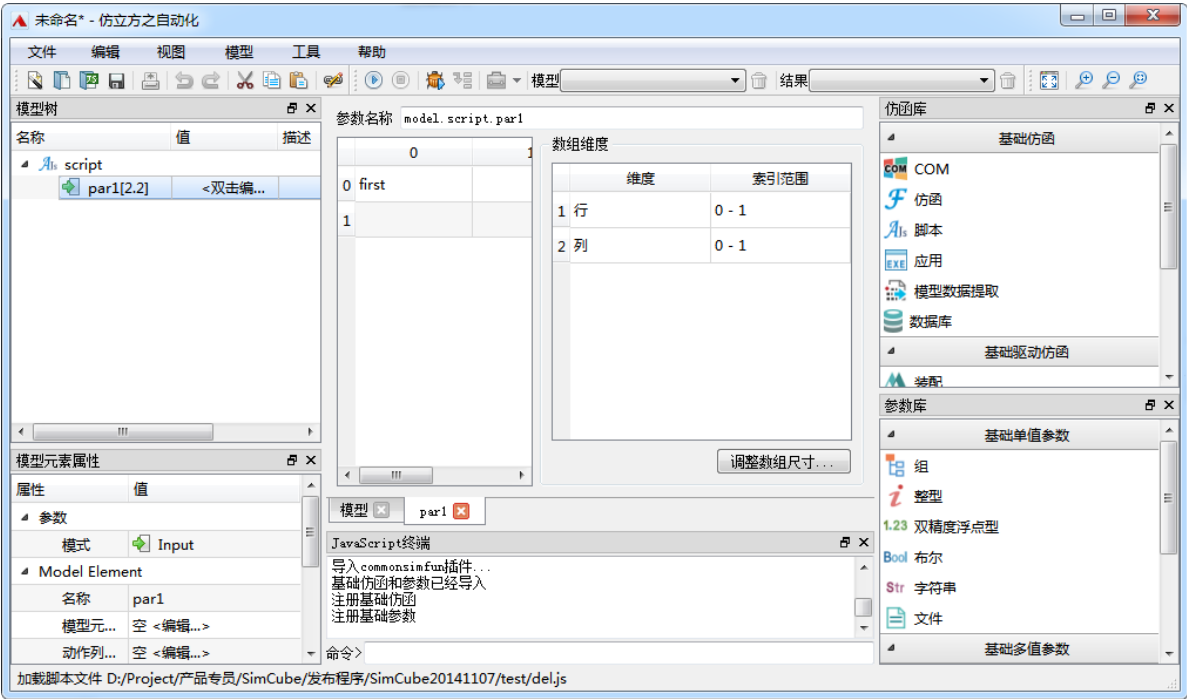 未命名* - 仿立方之自动化
文件 编辑 视图 模型 工具 帮助
模型 结果
模型树
名称 值 描述
script
par1[2.2] <双击编...
模型元素属性
属性 值
参数
模式 Input
Model Element
名称 par1
模型元... 空 <编辑...>
动作列... 空 <编辑...>
参数名称 model.script.par1
0 1
0 first
1
数组维度
维度 索引范围
1 行 0 - 1
2 列 0 - 1
调整数组尺寸...
模型 par1
JavaScript终端
导入commonsimfun插件...
基础仿函和参数已经导入
注册基础仿函
注册基础参数
命令>
仿函库
基础仿函
COM COM
仿函
脚本
EXE 应用
模型数据提取
数据库
基础驱动仿函
装配
参数库
基础单值参数
组
整型
1.23 双精度浮点型
Bool 布尔
Str 字符串
文件
基础多值参数
加载脚本文件 D:/Project/产品专员/SimCube/发布程序/SimCube20141107/test/del.js